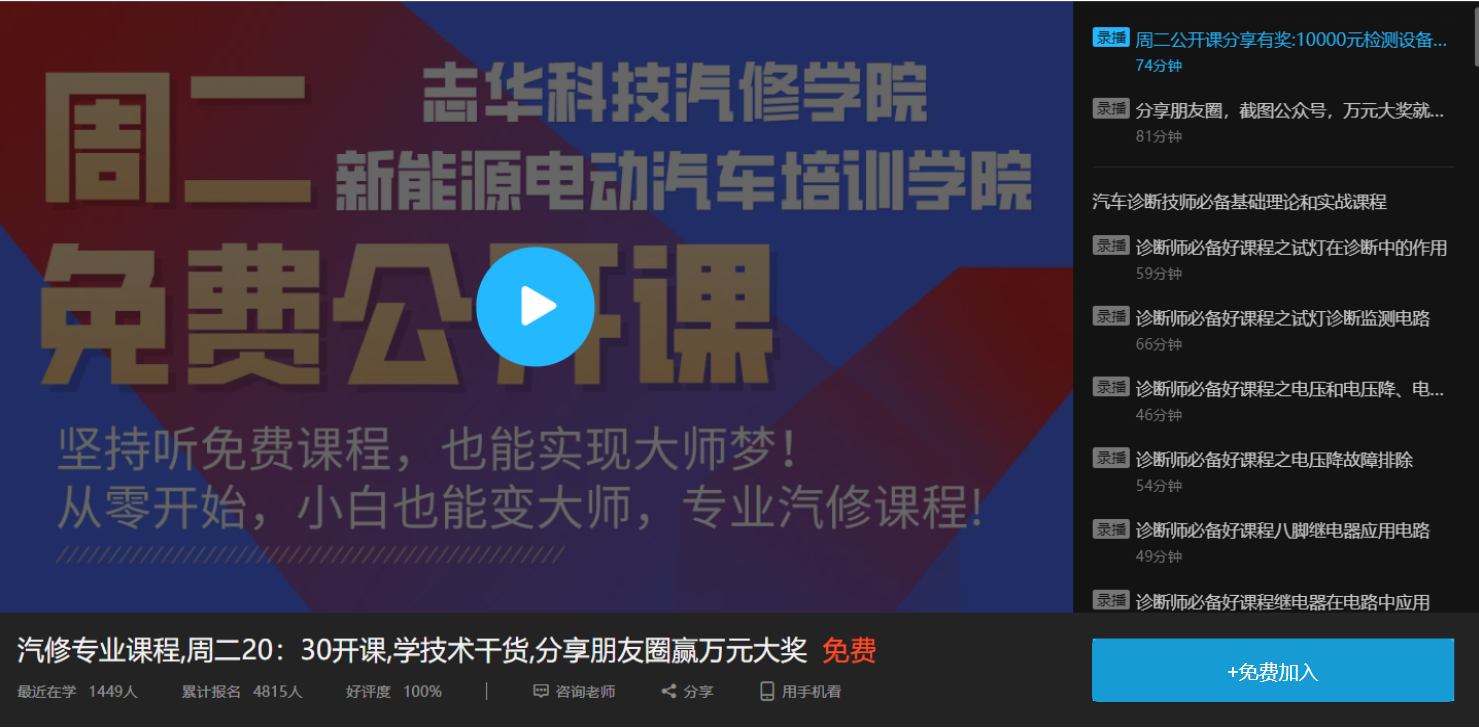 周二
志华科技汽修学院
新能源电动汽车培训学院
免费公开课
坚持听免费课程，也能实现大师梦！
从零开始，小白也能变大师，专业汽修课程!
录播 周二公开课分享有奖:10000元检测设备...
74分钟
录播 分享朋友圈，截图公众号，万元大奖就...
81分钟
汽车诊断技师必备基础理论和实战课程
录播 诊断师必备好课程之试灯在诊断中的作用
59分钟
录播 诊断师必备好课程之试灯诊断监测电路
66分钟
录播 诊断师必备好课程之电压和电压降、电...
46分钟
录播 诊断师必备好课程之电压降故障排除
54分钟
录播 诊断师必备好课程八脚继电器应用电路
49分钟
录播 诊断师必备好课程继电器在电路中应用
汽修专业课程,周二20：30开课,学技术干货,分享朋友圈赢万元大奖 免费
最近在学 1449人 累计报名 4815人 好评度 100% 咨询老师 分享 用手机看
+免费加入